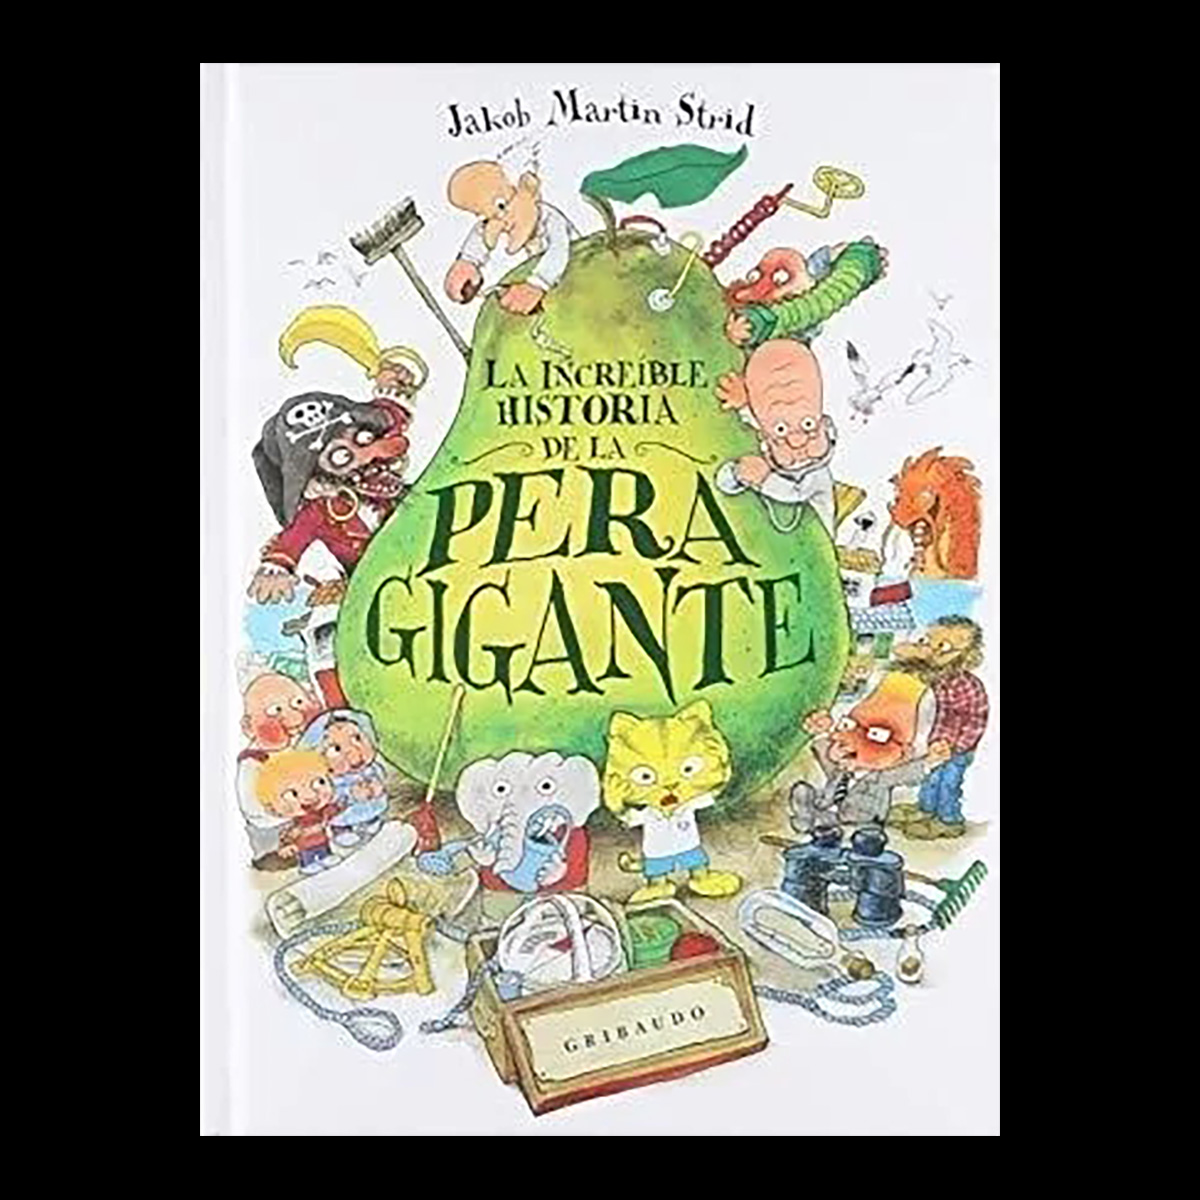 Jakob Martin Strid
LA INCREÍBLE
HISTORIA
DE LA
PERA
GIGANTE
GRIBAUDO